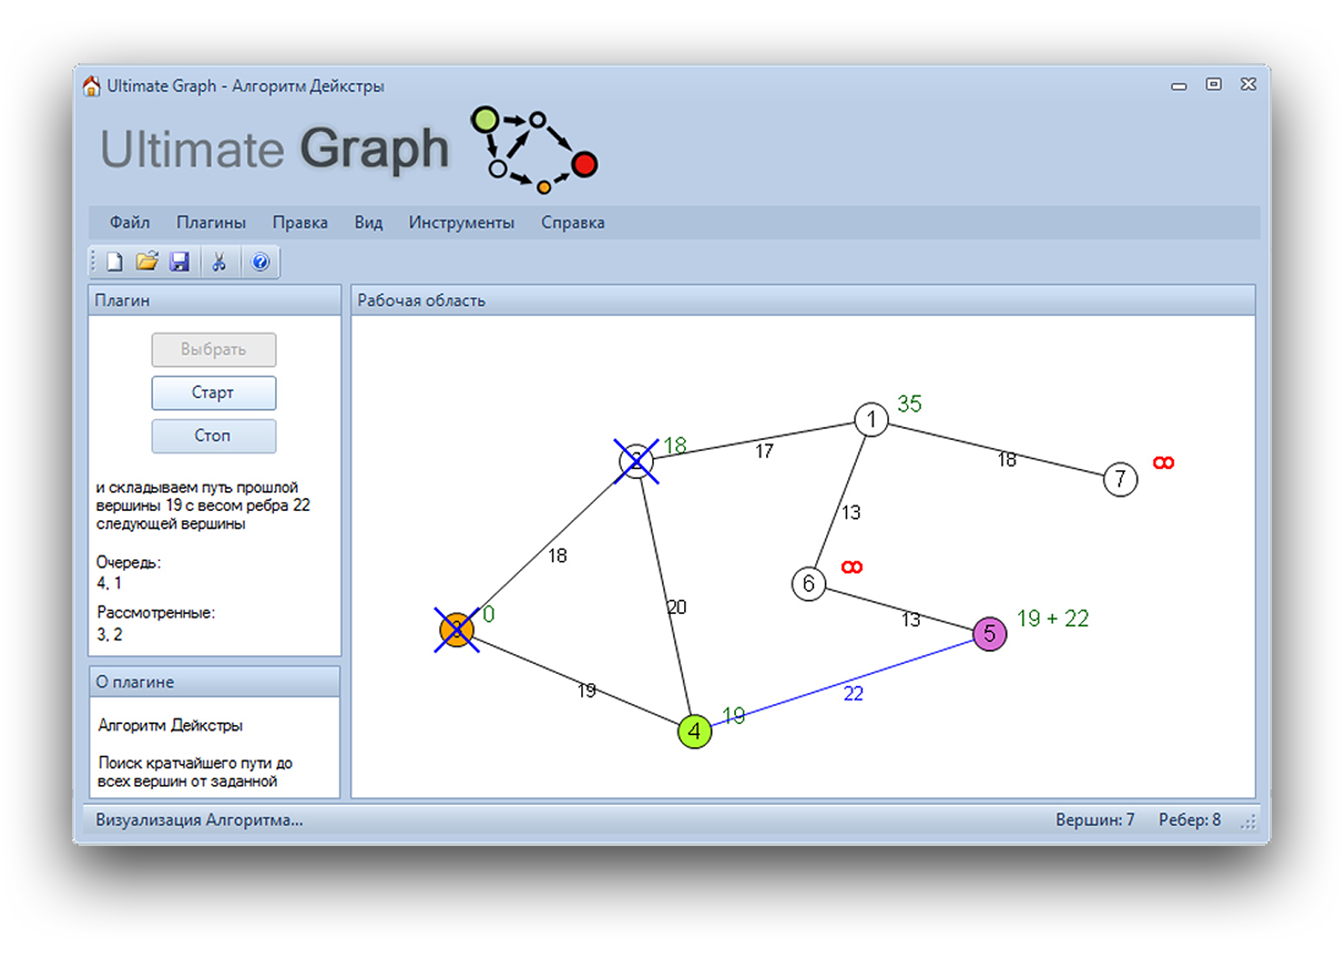 Ultimate Graph - Алгоритм Дейкстры
Ultimate Graph
Файл Плагины Правка Вид Инструменты Справка
Плагин
Выбрать
Старт
Стоп
и складываем путь прошлой
вершины 19 с весом ребра 22
следующей вершины
Очередь:
4, 1
Рассмотренные:
3, 2
О плагине
Алгоритм Дейкстры
Поиск кратчайшего пути до
всех вершин от заданной
Рабочая область
35
1
18
2
17
18
7
∞
13
18
6
∞
20
0
3
13
5
19 + 22
19
22
19
4
Визуализация Алгоритма...
Вершин: 7 Ребер: 8